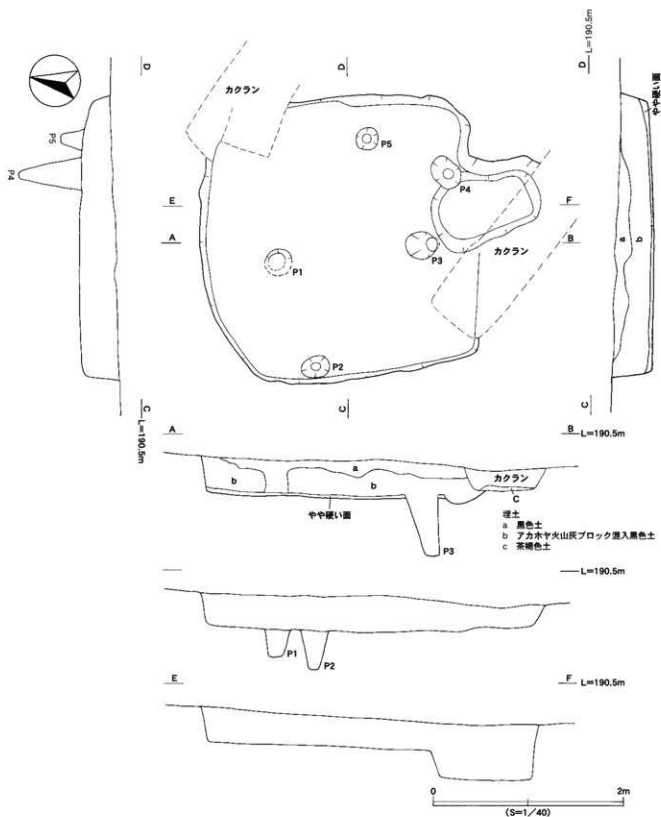 カクラン
D
D
L=190.5m
D
やや硬い面
P5
P4
P5
P4
E
F
A
B
a
b
P3
カクラン
P1
P2
C
L=190.5m
C
C
A
B L=190.5m
a
b
b
カクラン
C
やや硬い面
P3
埋土
a 黒色土
b アカホヤ火山灰ブロック混入黒色土
c 茶褐色土
L=190.5m
P1
P2
E
F L=190.5m
0
2m
(S=1/40)